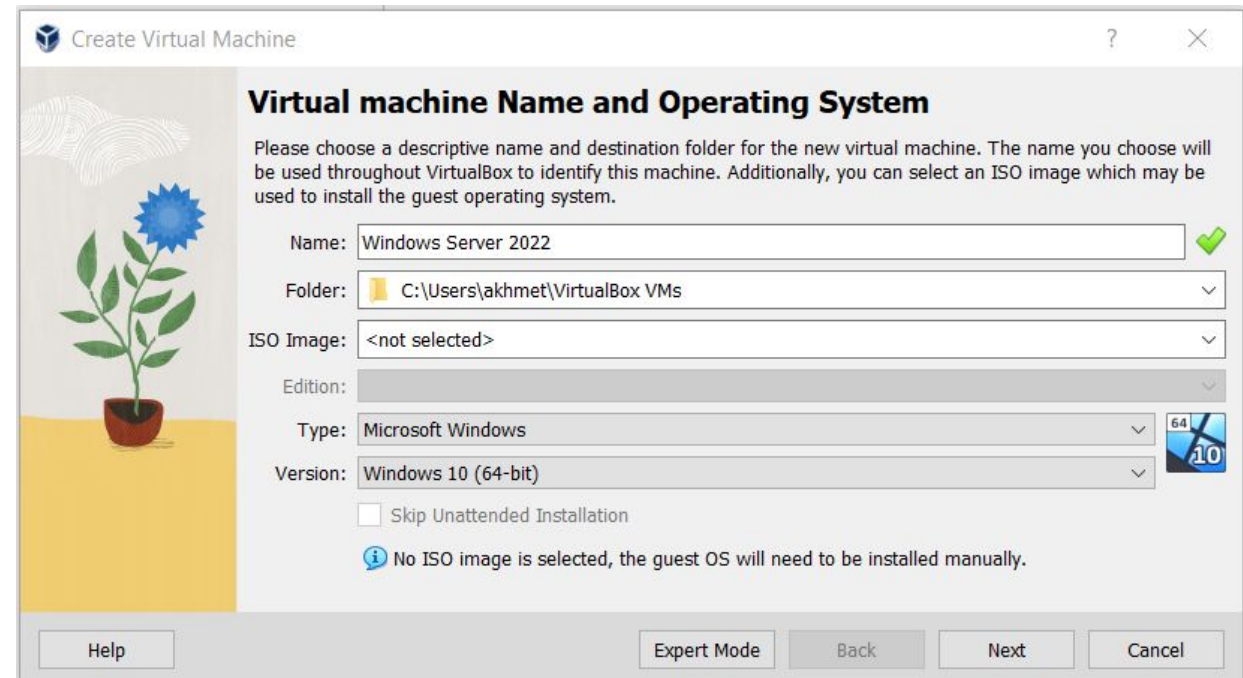 Create Virtual Machine
?
Virtual machine Name and Operating System
Please choose a descriptive name and destination folder for the new virtual machine. The name you choose will
be used throughout VirtualBox to identify this machine. Additionally, you can select an ISO image which may be
used to install the guest operating system.
Name: Windows Server 2022
Folder: C:\Users\akhmet\VirtualBox VMs
ISO Image: <not selected>
Edition:
Type: Microsoft Windows
64
Version: Windows 10 (64-bit)
10
Skip Unattended Installation
No ISO image is selected, the guest OS will need to be installed manually.
Help Expert Mode Back Next Cancel